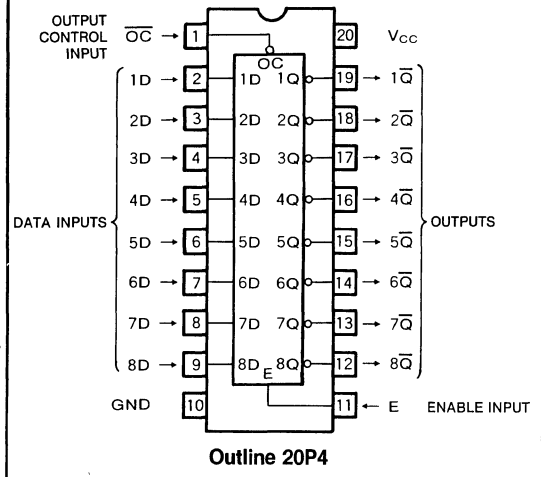 OUTPUT
CONTROL
INPUT
O̅C̅ → 1
20 VCC
OC
1D → 2 1D 1Q 19 → 1Q̅
2D → 3 2D 2Q 18 → 2Q̅
3D → 4 3D 3Q 17 → 3Q̅
4D → 5 4D 4Q 16 → 4Q̅
DATA INPUTS
OUTPUTS
5D → 6 5D 5Q 15 → 5Q̅
6D → 7 6D 6Q 14 → 6Q̅
7D → 8 7D 7Q 13 → 7Q̅
8D → 9 8D 8Q 12 → 8Q̅
E
GND 10
11 ← E ENABLE INPUT
Outline 20P4